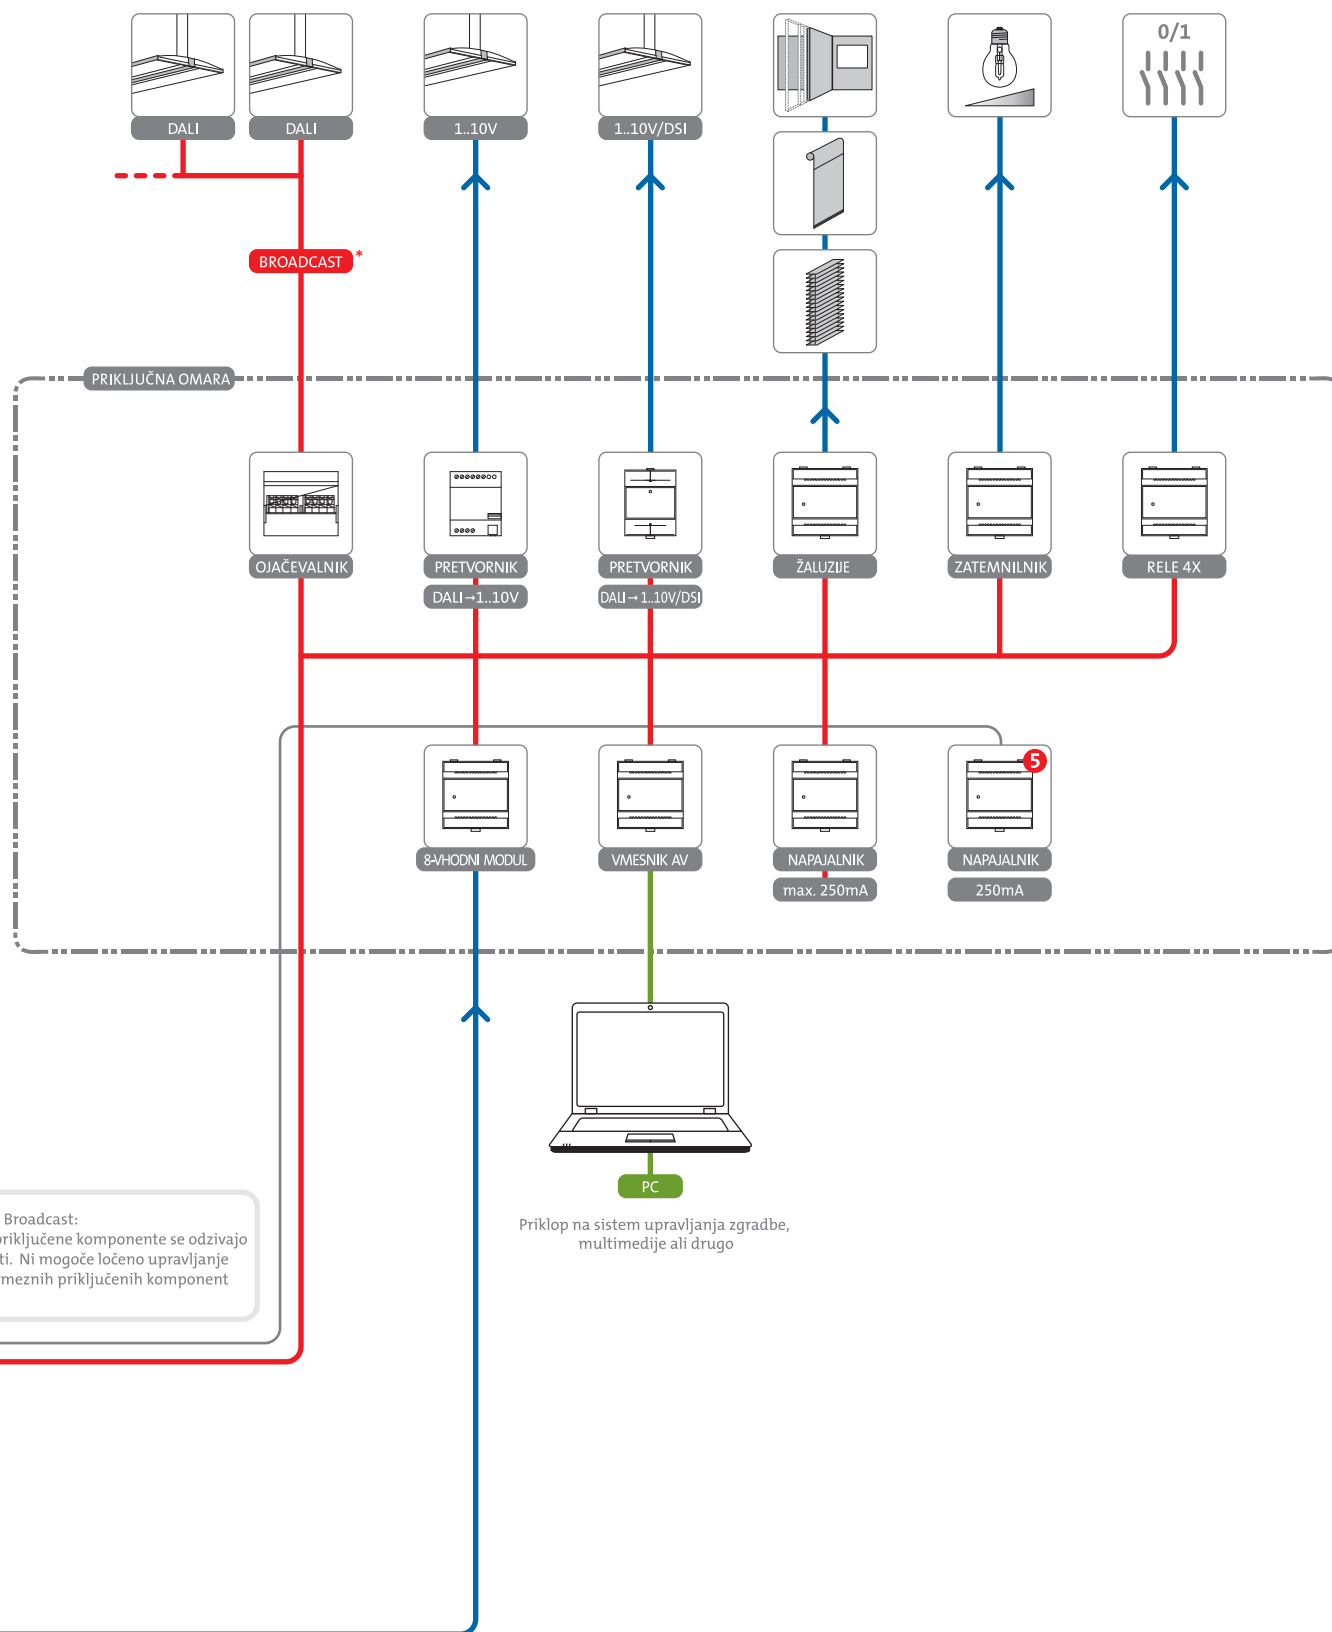 DALI
DALI
1..10V
1..10V/DSI
0/1
BROADCAST *
PRIKLJUČNA OMARA
OJAČEVALNIK
PRETVORNIK
DALI→1..10V
PRETVORNIK
DALI→1..10V/DSI
ŽALUZIJE
ZATEMNILNIK
RELE 4X
8-VHODNI MODUL
VMESNIK AV
NAPAJALNIK
max. 250mA
5
NAPAJALNIK
250mA
PC
Priklop na sistem upravljanja zgradbe,
multimedije ali drugo
Broadcast:
priključene komponente se odzivajo
ti. Ni mogoče ločeno upravljanje
meznih priključenih komponent